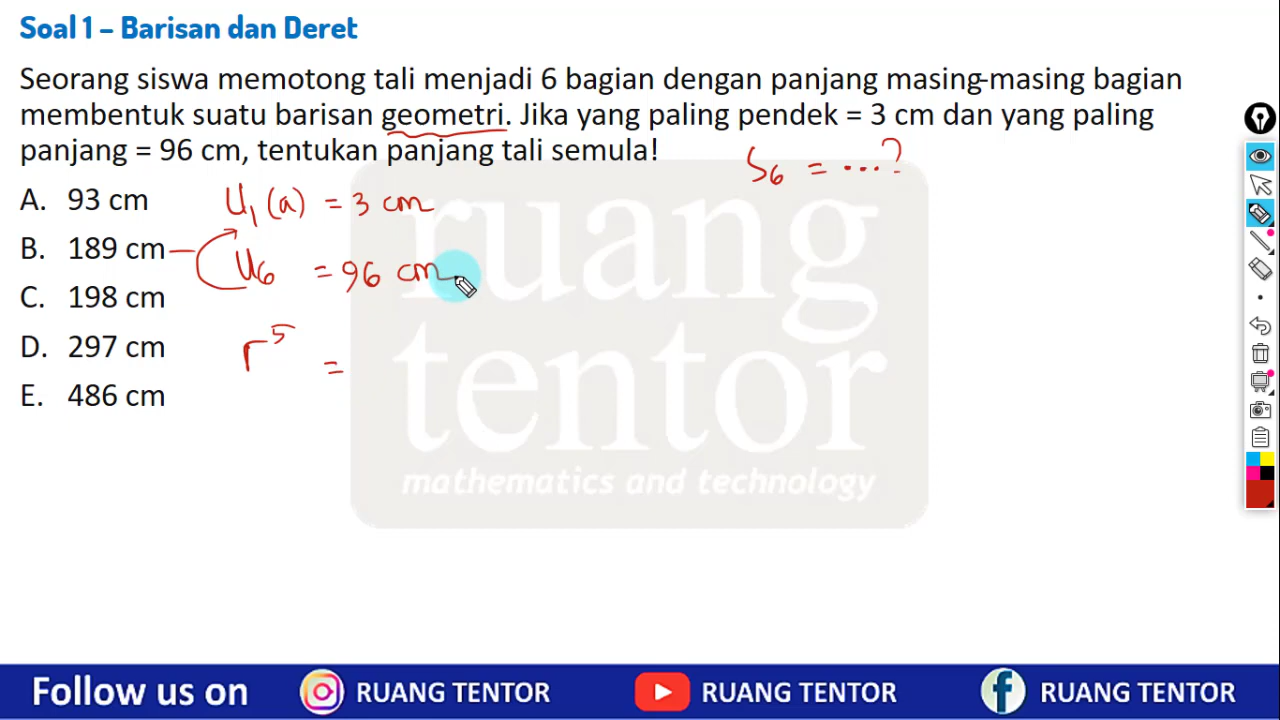 Soal 1 – Barisan dan Deret
Seorang siswa memotong tali menjadi 6 bagian dengan panjang masing-masing bagian
membentuk suatu barisan geometri. Jika yang paling pendek = 3 cm dan yang paling
panjang = 96 cm, tentukan panjang tali semula!
S₆ = ...?
A. 93 cm
U₁ (a) = 3 cm
B. 189 cm
U₆ = 96 cm
C. 198 cm
D. 297 cm
r⁵ =
E. 486 cm
ruang
tentor
mathematics and technology
Follow us on RUANG TENTOR RUANG TENTOR RUANG TENTOR